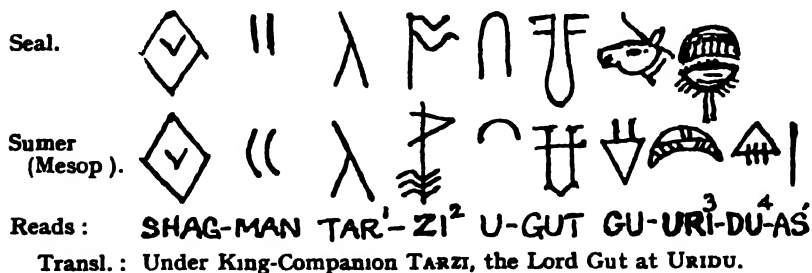 Seal.
Sumer
(Mesop).
Reads: SHAG-MAN TAR¹-ZI² U-GUT GU-URI³-DU⁴-AŚ
Transl.: Under King-Companion TARZI, the Lord Gut at URIDU.